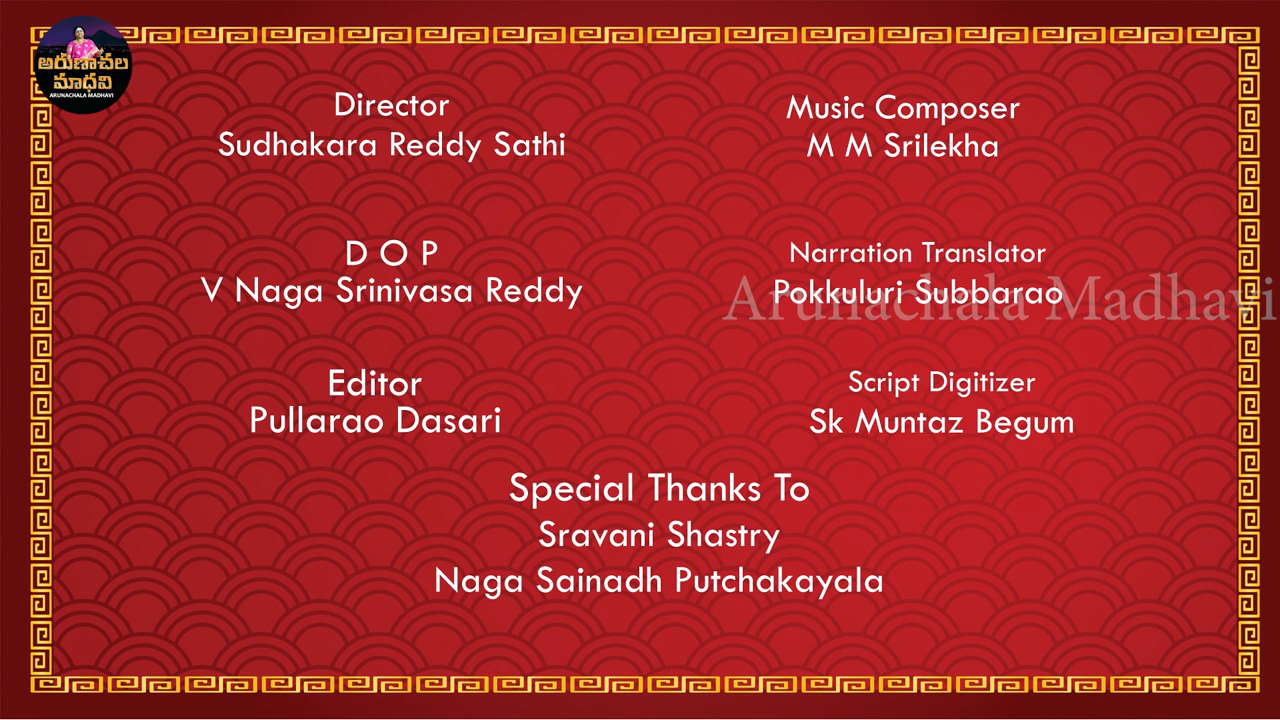 అరుణాచల
మాధవి
ARUNACHALA MADHAVI
Director
Sudhakara Reddy Sathi
Music Composer
M M Srilekha
D O P
V Naga Srinivasa Reddy
Narration Translator
Pokkuluri Subbarao
Arunachala Madhavi
Editor
Pullarao Dasari
Script Digitizer
Sk Muntaz Begum
Special Thanks To
Sravani Shastry
Naga Sainadh Putchakayala